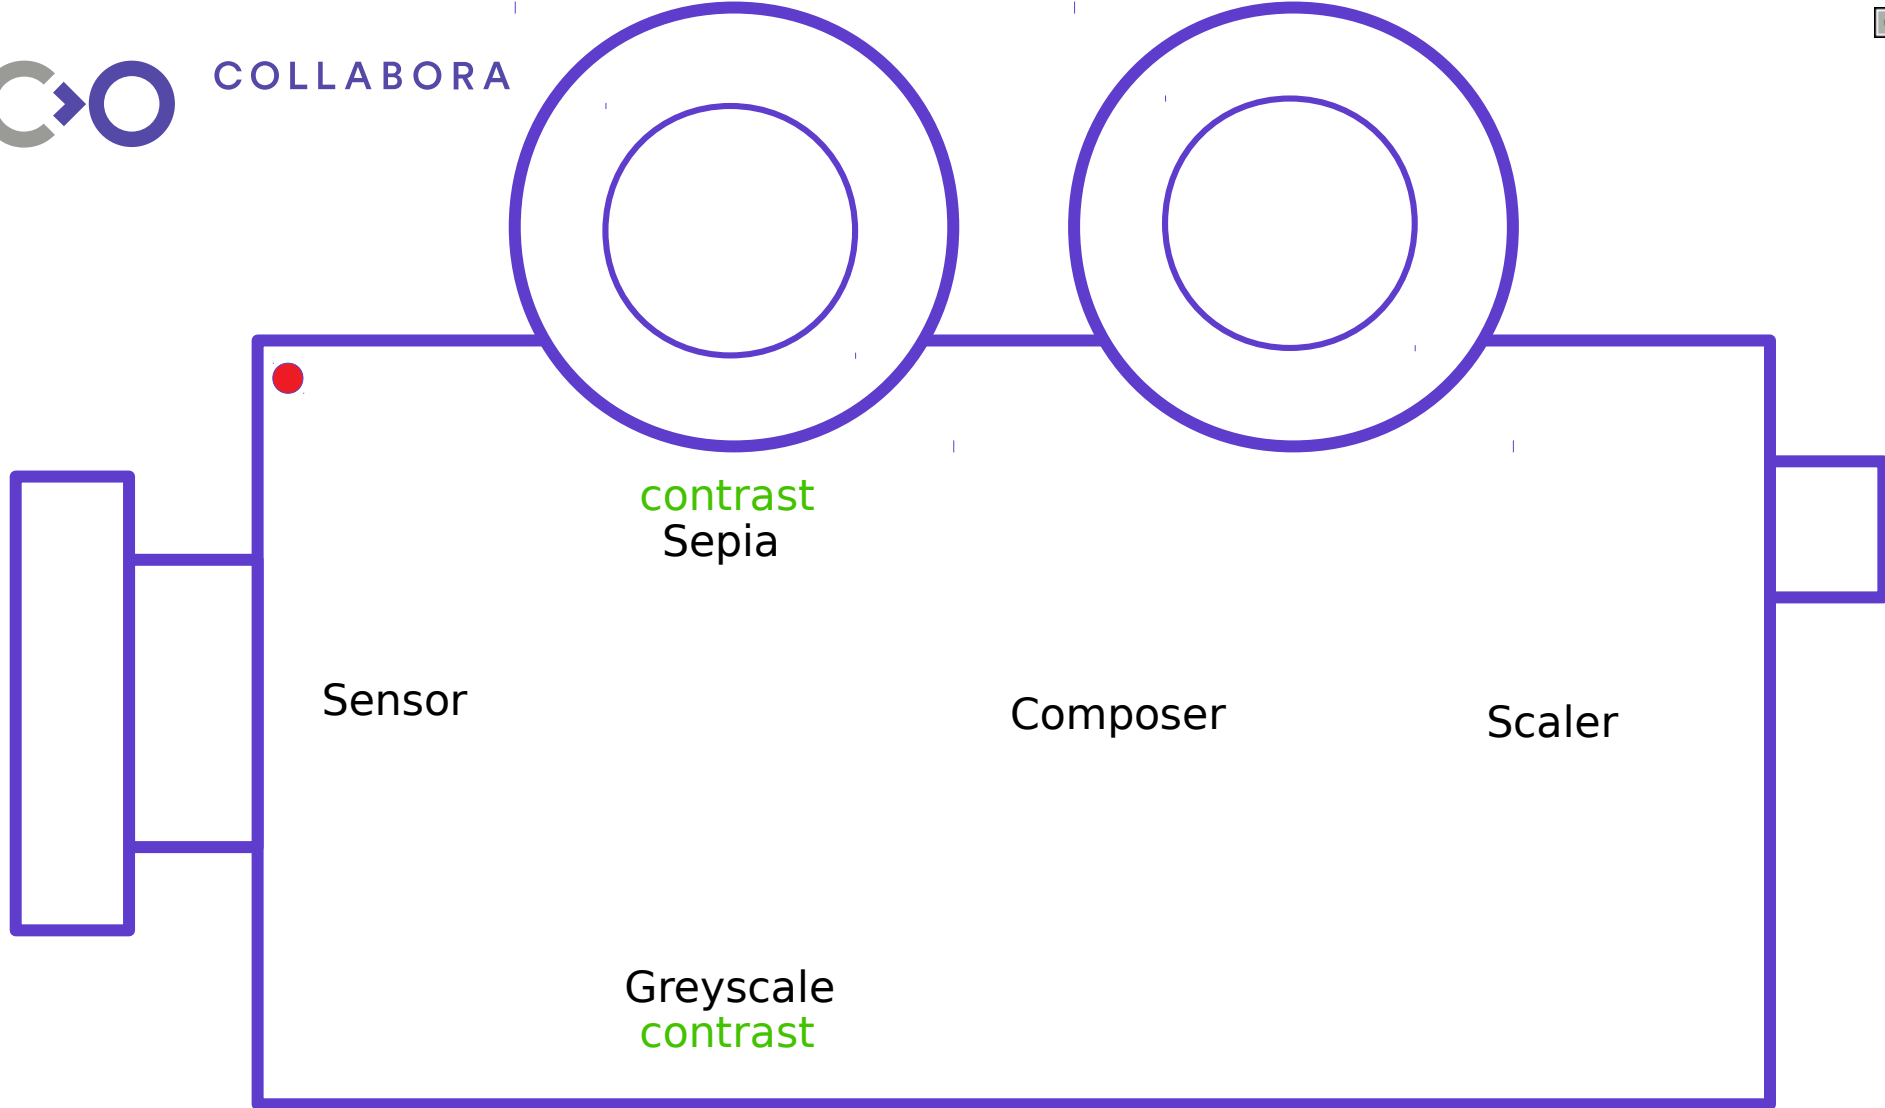 COLLABORA
contrast
Sepia
Sensor
Composer
Scaler
Greyscale
contrast